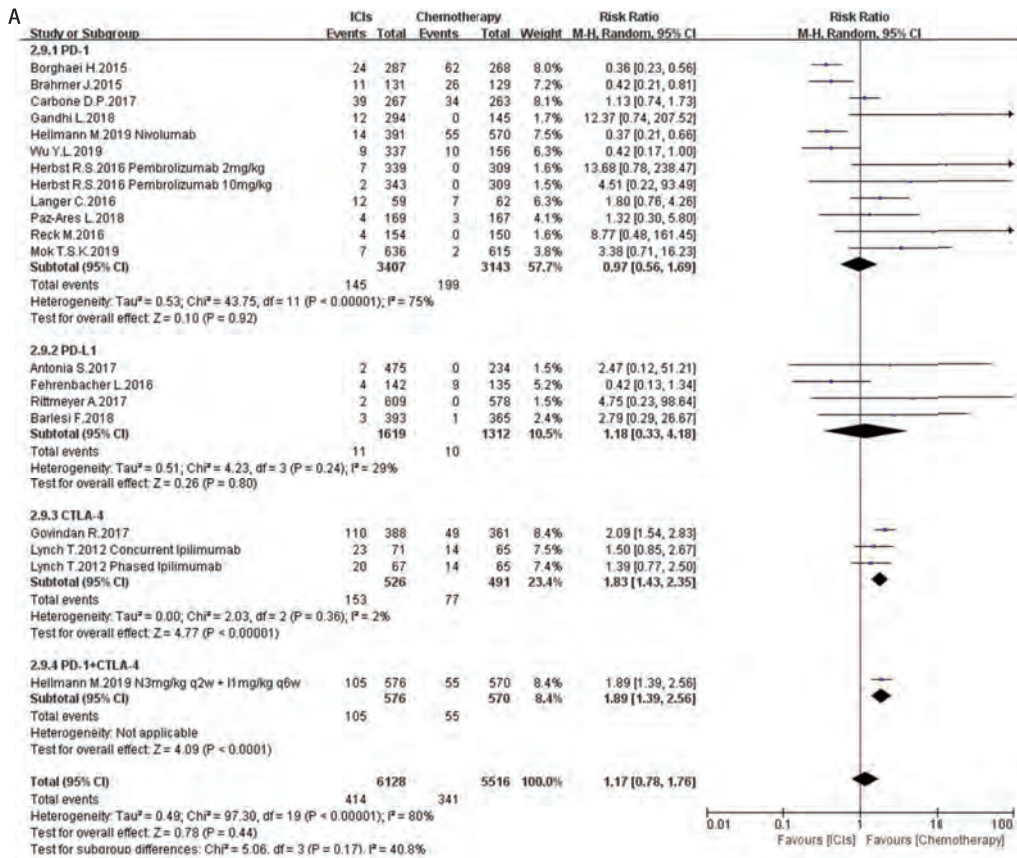 A
ICIs Chemotherapy Risk Ratio Risk Ratio
Study or Subgroup Events Total Events Total Weight M-H, Random, 95% CI M-H, Random, 95% CI
2.9.1 PD-1
Borghaei H.2015 24 287 62 268 8.0% 0.36 [0.23, 0.56]
Brahmer J.2015 11 131 26 129 7.2% 0.42 [0.21, 0.81]
Carbone D.P.2017 39 267 34 263 8.0% 1.13 [0.74, 1.73]
Gandhi L.2018 12 294 0 145 1.7% 12.37 [0.74, 207.52]
Hellmann M.2019 Nivolumab 14 391 55 570 7.4% 0.37 [0.21, 0.66]
Wu Y.L.2019 9 337 10 156 6.3% 0.42 [0.17, 1.00]
Herbst R.S.2016 Pembrolizumab 2mg/kg 7 339 0 309 1.6% 13.68 [0.78, 238.47]
Herbst R.S.2016 Pembrolizumab 10mg/kg 2 343 0 309 1.5% 4.51 [0.22, 93.49]
Langer C.2016 12 59 7 62 6.4% 1.80 [0.76, 4.26]
Paz-Ares L.2018 4 169 3 167 4.1% 1.32 [0.30, 5.80]
Reck M.2016 4 154 0 150 1.6% 8.77 [0.48, 161.45]
Mok T.S.K.2019 7 636 2 615 3.8% 3.38 [0.71, 16.23]
Subtotal (95% CI) 3407 3143 57.7% 0.97 [0.56, 1.69]
Total events 145 199
Heterogeneity: Tau² = 0.53; Chi² = 43.75, df = 11 (P < 0.00001); I² = 75%
Test for overall effect: Z = 0.10 (P = 0.92)
2.9.2 PD-L1
Antonia S.2017 2 475 0 234 1.5% 2.47 [0.12, 51.21]
Fehrenbacher L.2016 4 142 9 135 5.2% 0.42 [0.13, 1.34]
Rittmeyer A.2017 2 609 0 578 1.5% 4.75 [0.23, 98.64]
Barlesi F.2018 3 393 1 365 2.4% 2.79 [0.29, 26.67]
Subtotal (95% CI) 1619 1312 10.5% 1.18 [0.33, 4.18]
Total events 11 10
Heterogeneity: Tau² = 0.51; Chi² = 4.23, df = 3 (P = 0.24); I² = 29%
Test for overall effect: Z = 0.26 (P = 0.80)
2.9.3 CTLA-4
Govindan R.2017 110 388 49 361 8.4% 2.09 [1.54, 2.83]
Lynch T.2012 Concurrent Ipilimumab 23 71 14 65 7.5% 1.50 [0.85, 2.67]
Lynch T.2012 Phased Ipilimumab 20 67 14 65 7.4% 1.39 [0.77, 2.50]
Subtotal (95% CI) 526 491 23.4% 1.83 [1.43, 2.35]
Total events 153 77
Heterogeneity: Tau² = 0.00; Chi² = 2.03, df = 2 (P = 0.36); I² = 2%
Test for overall effect: Z = 4.77 (P < 0.00001)
2.9.4 PD-1+CTLA-4
Hellmann M.2019 N3mg/kg q2w + I1mg/kg q6w 105 576 55 570 8.4% 1.89 [1.39, 2.56]
Subtotal (95% CI) 576 570 8.4% 1.89 [1.39, 2.56]
Total events 105 55
Heterogeneity: Not applicable
Test for overall effect: Z = 4.09 (P < 0.0001)
Total (95% CI) 6128 5516 100.0% 1.17 [0.78, 1.76]
Total events 414 341
Heterogeneity: Tau² = 0.49; Chi² = 97.30, df = 19 (P < 0.00001); I² = 80%
Test for overall effect: Z = 0.78 (P = 0.44)
Test for subgroup differences: Chi² = 5.06, df = 3 (P = 0.17), I² = 40.8%
0.01 0.1 1 10 100
Favours [ICIs] Favours [Chemotherapy]